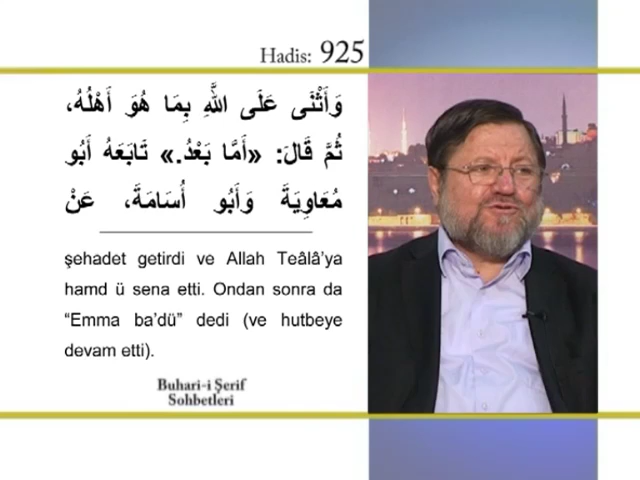 Hadis: 925
وَأَثْنَى عَلَى اللَّهِ بِمَا هُوَ أَهْلُهُ،
ثُمَّ قَالَ: «أَمَّا بَعْدُ.» تَابَعَهُ أَبُو
مُعَاوِيَةَ وَأَبُو أُسَامَةَ، عَنْ
şehadet getirdi ve Allah Teâlâ’ya
hamd ü sena etti. Ondan sonra da
“Emma ba’dü” dedi (ve hutbeye
devam etti).
Buhari-i Şerif
Sohbetleri